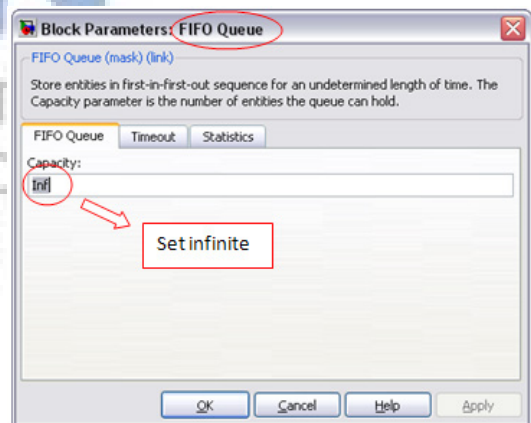 Block Parameters: FIFO Queue
FIFO Queue (mask) (link)
Store entities in first-in-first-out sequence for an undetermined length of time. The
Capacity parameter is the number of entities the queue can hold.
FIFO Queue Timeout Statistics
Capacity:
Inf
Set infinite
OK Cancel Help Apply